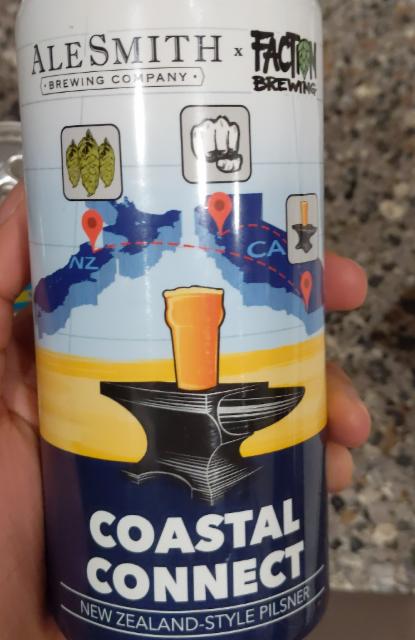 ALESMITH x FACTION
BREWING COMPANY BREWING
NZ CA
COASTAL
CONNECT
NEW ZEALAND-STYLE PILSNER